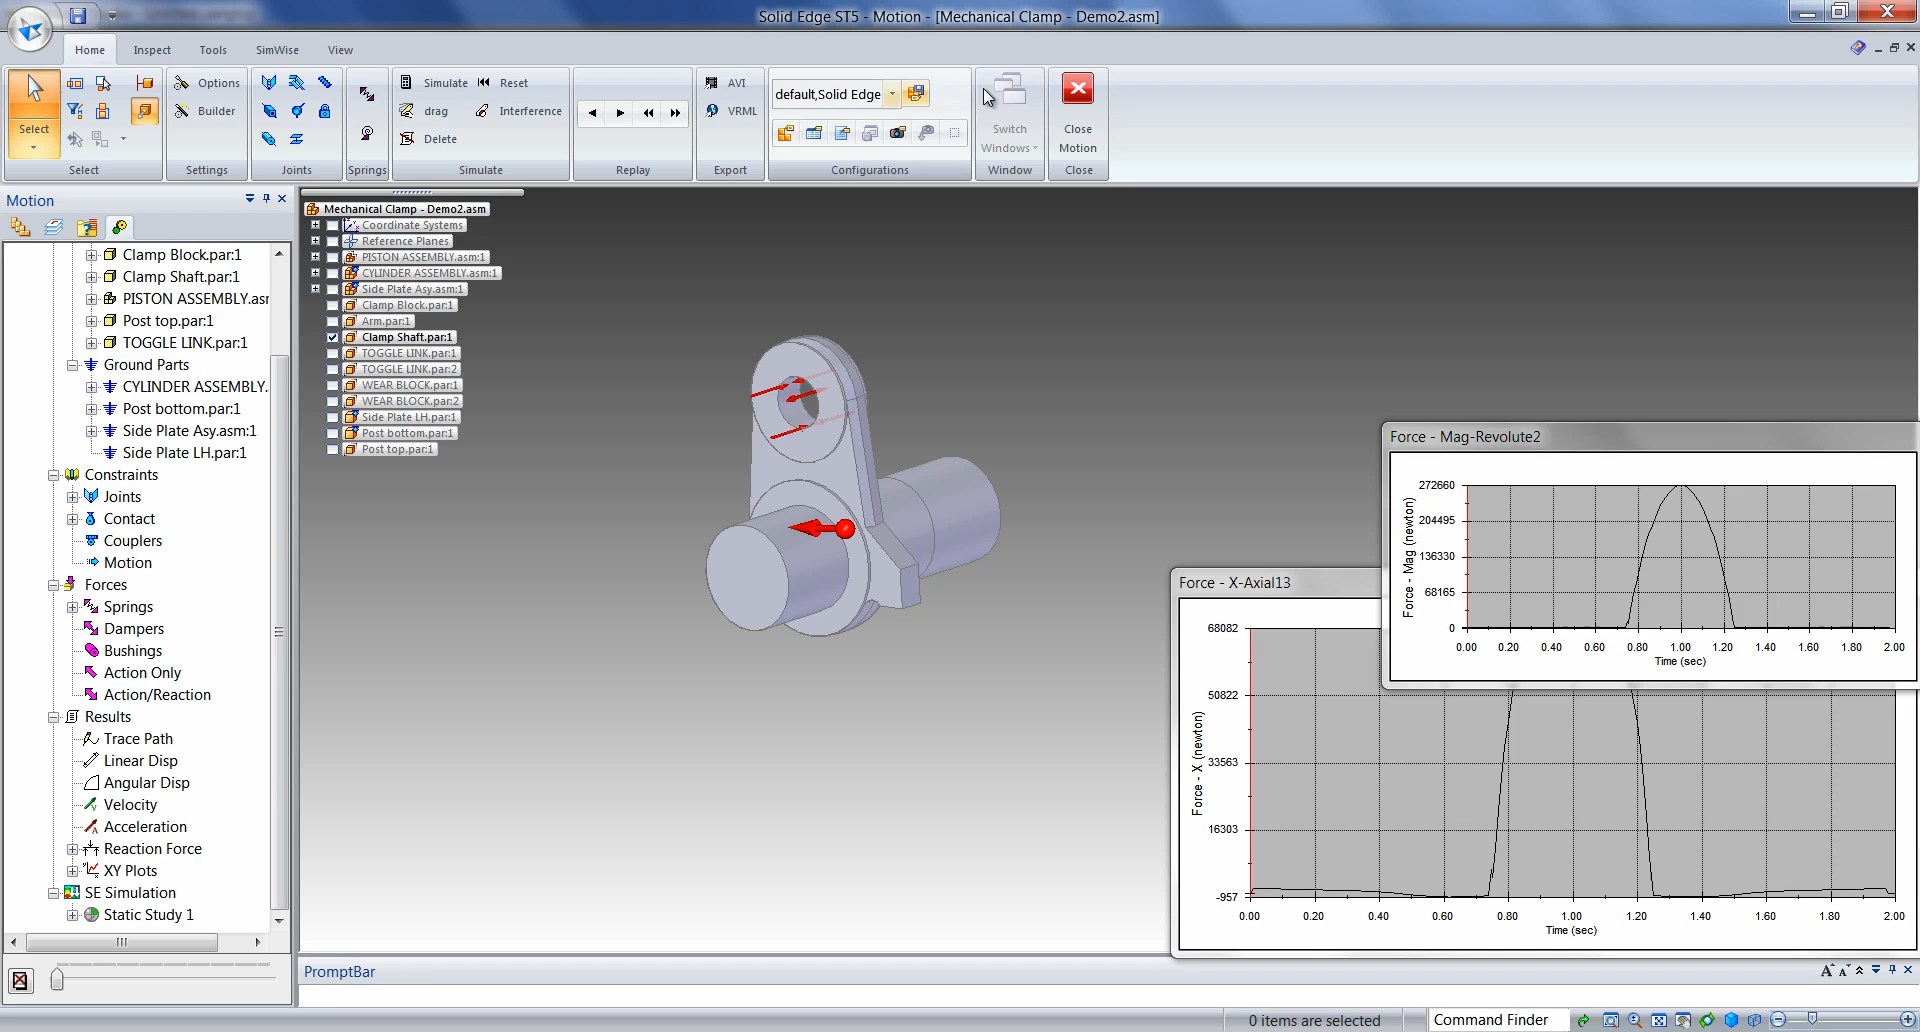 Solid Edge ST5 - Motion - [Mechanical Clamp - Demo2.asm]
Home Inspect Tools SimWise View
Select
Select
Options
Builder
Settings
Joints
Springs
Simulate Reset
drag Interference
Delete
Simulate
Replay
AVI
VRML
Export
default,Solid Edge
Configurations
Switch
Windows
Window
Close
Motion
Close
Motion
Clamp Block.par:1
Clamp Shaft.par:1
PISTON ASSEMBLY.asr
Post top.par:1
TOGGLE LINK.par:1
Ground Parts
CYLINDER ASSEMBLY.
Post bottom.par:1
Side Plate Asy.asm:1
Side Plate LH.par:1
Constraints
Joints
Contact
Couplers
Motion
Forces
Springs
Dampers
Bushings
Action Only
Action/Reaction
Results
Trace Path
Linear Disp
Angular Disp
Velocity
Acceleration
Reaction Force
XY Plots
SE Simulation
Static Study 1
Mechanical Clamp - Demo2.asm
Coordinate Systems
Reference Planes
PISTON ASSEMBLY.asm:1
CYLINDER ASSEMBLY.asm:1
Side Plate Asy.asm:1
Clamp Block.par:1
Arm.par:1
Clamp Shaft.par:1
TOGGLE LINK.par:1
TOGGLE LINK.par:2
WEAR BLOCK.par:1
WEAR BLOCK.par:2
Side Plate LH.par:1
Post bottom.par:1
Post top.par:1
Force - Mag-Revolute2
Force - Mag (newton)
272660
204495
136330
68165
0
0.00 0.20 0.40 0.60 0.80 1.00 1.20 1.40 1.60 1.80 2.00
Time (sec)
Force - X-Axial13
Force - X (newton)
68082
50822
33563
16303
-957
0.00 0.20 0.40 0.60 0.80 1.00 1.20 1.40 1.60 1.80 2.00
Time (sec)
PromptBar
0 items are selected
Command Finder